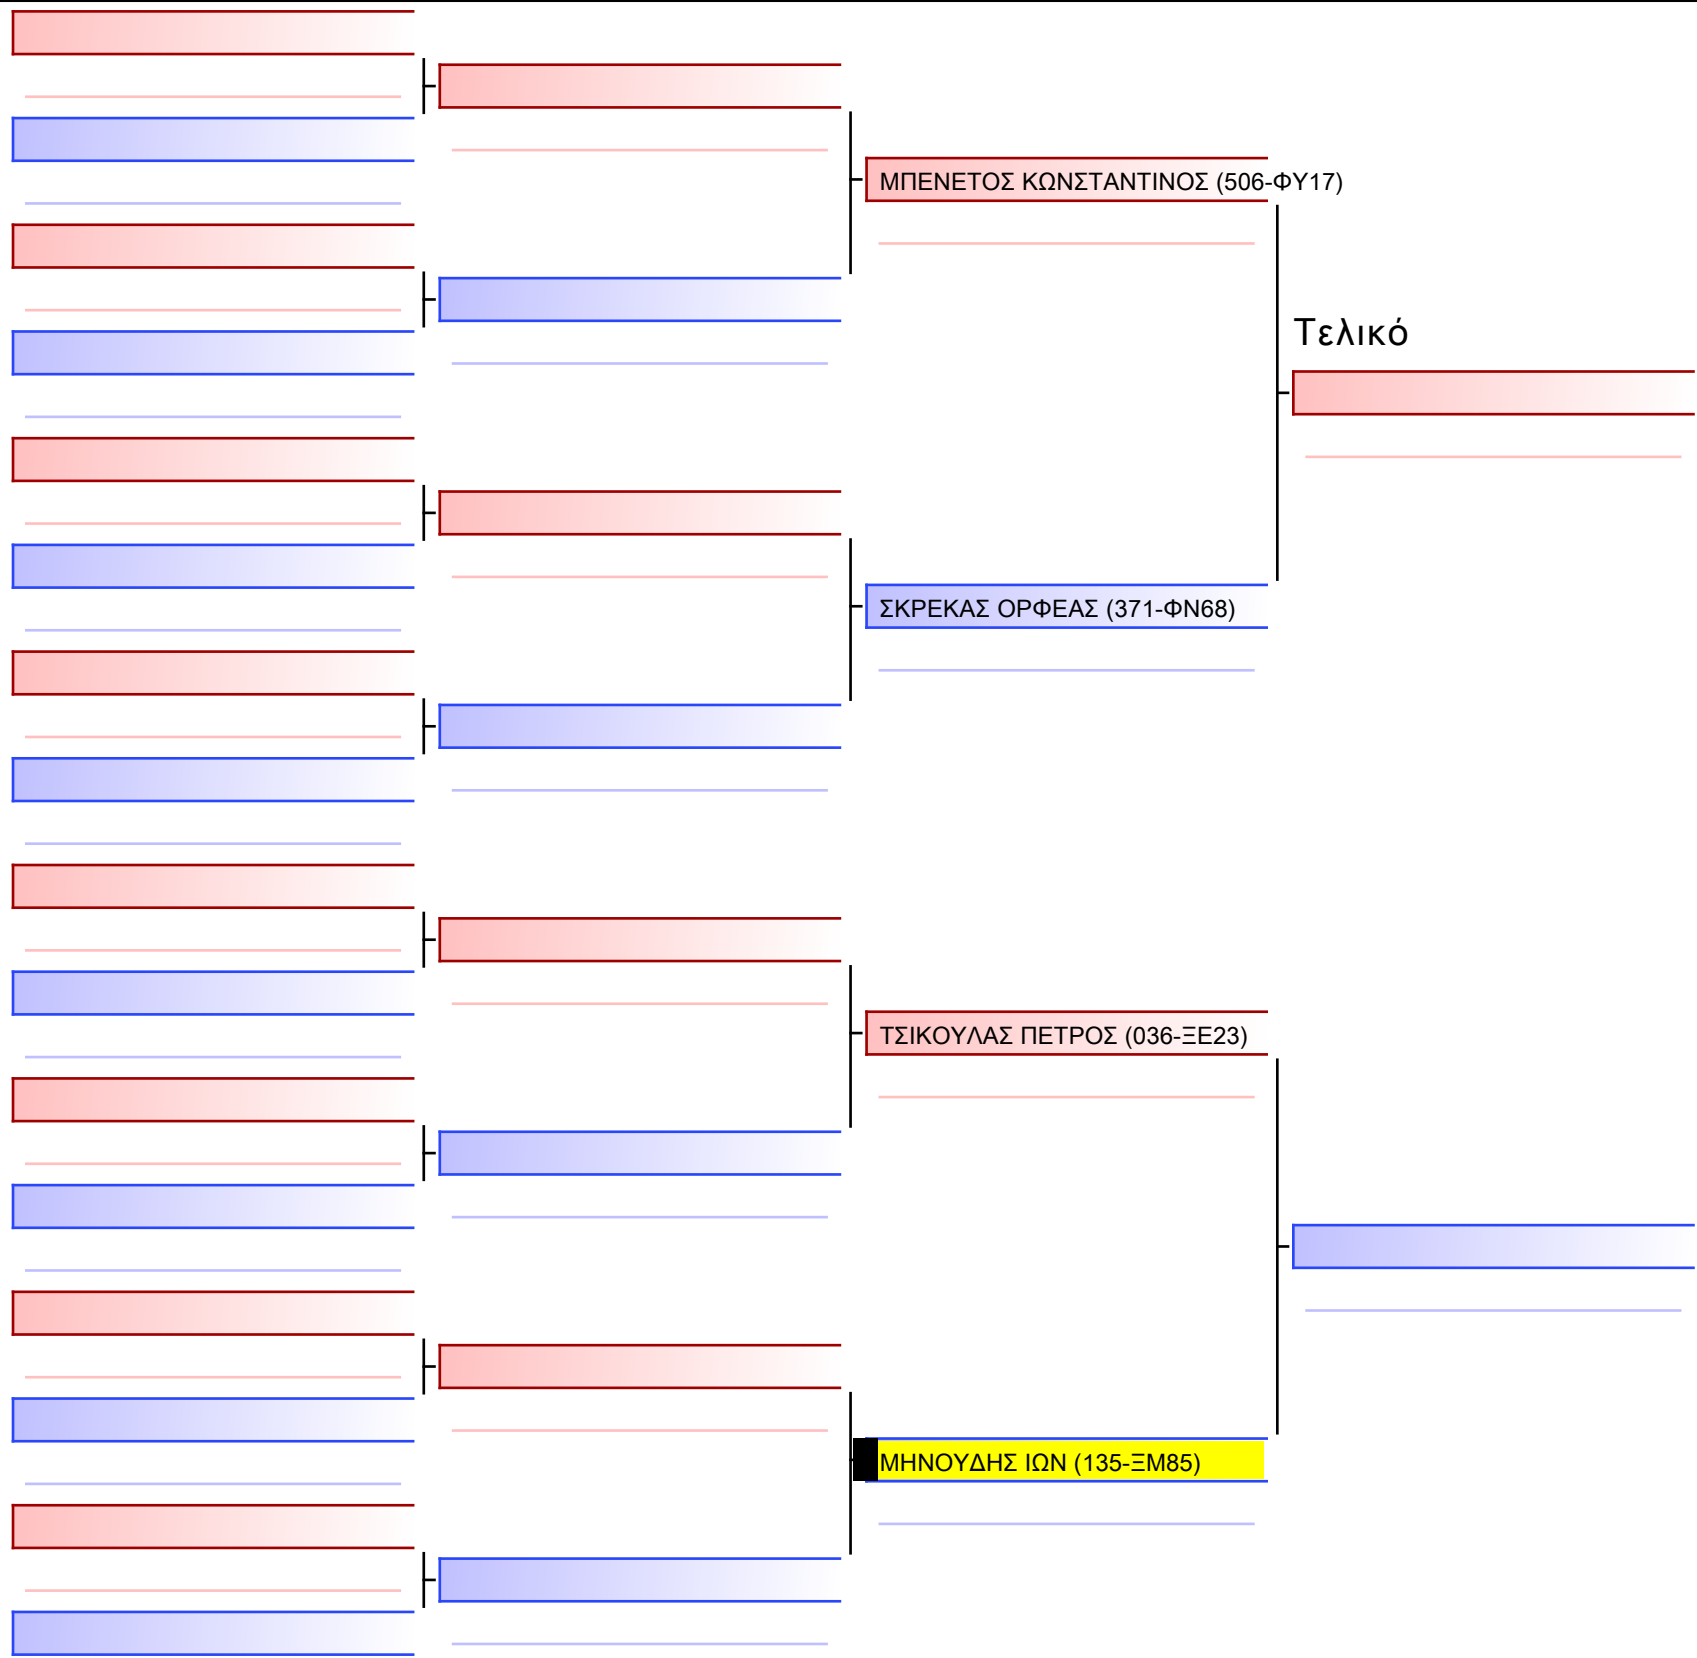 ΜΠΕΝΕΤΟΣ ΚΩΝΣΤΑΝΤΙΝΟΣ (506-ΦΥ17)
Τελικό
ΣΚΡΕΚΑΣ ΟΡΦΕΑΣ (371-ΦΝ68)
ΤΣΙΚΟΥΛΑΣ ΠΕΤΡΟΣ (036-ΞΕ23)
ΜΗΝΟΥΔΗΣ ΙΩΝ (135-ΞΜ85)